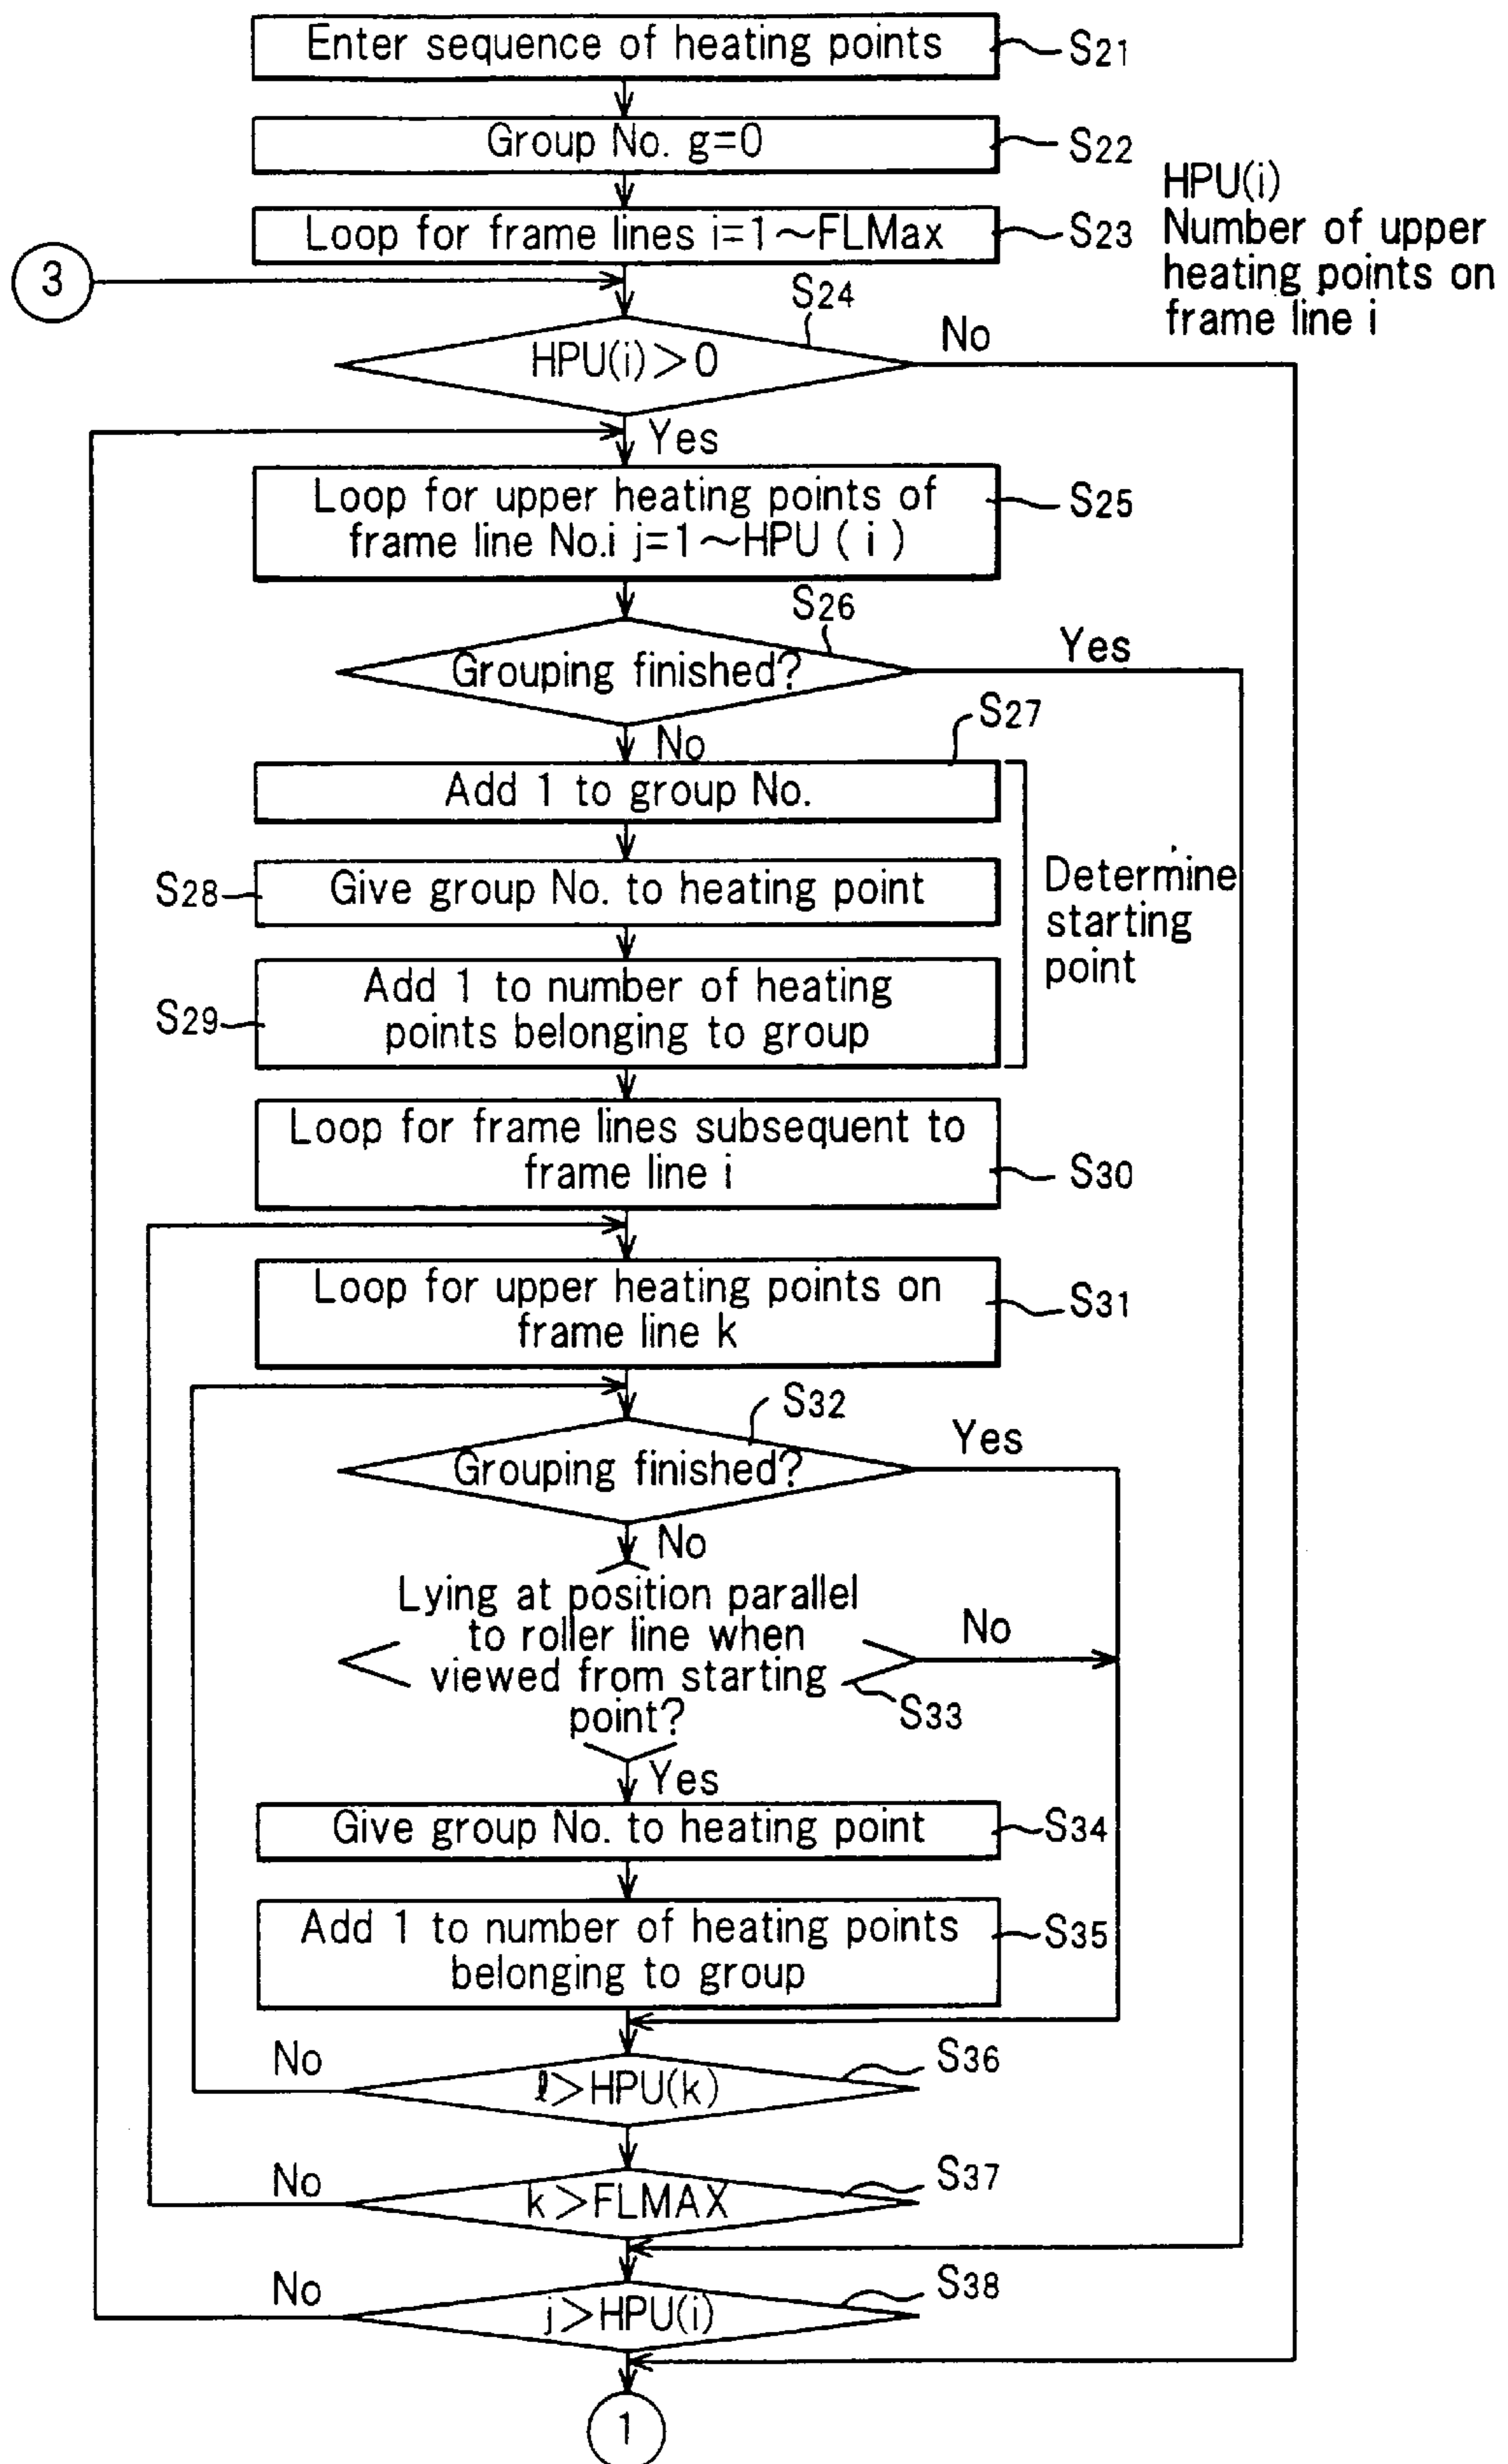 Enter sequence of heating points
S21
Group No. g=0
S22
HPU(i)
Number of upper
heating points on
frame line i
Loop for frame lines i=1～FLMax
S23
3
S24
HPU(i)>0
No
Yes
Loop for upper heating points of
frame line No.i j=1～HPU ( i )
S25
S26
Grouping finished?
Yes
No
S27
Add 1 to group No.
S28
Give group No. to heating point
Determine
starting
point
S29
Add 1 to number of heating
points belonging to group
Loop for frame lines subsequent to
frame line i
S30
Loop for upper heating points on
frame line k
S31
S32
Grouping finished?
Yes
No
Lying at position parallel
to roller line when
viewed from starting
point?
No
S33
Yes
Give group No. to heating point
S34
Add 1 to number of heating points
belonging to group
S35
No
ℓ>HPU(k)
S36
No
k>FLMAX
S37
No
j>HPU(i)
S38
1